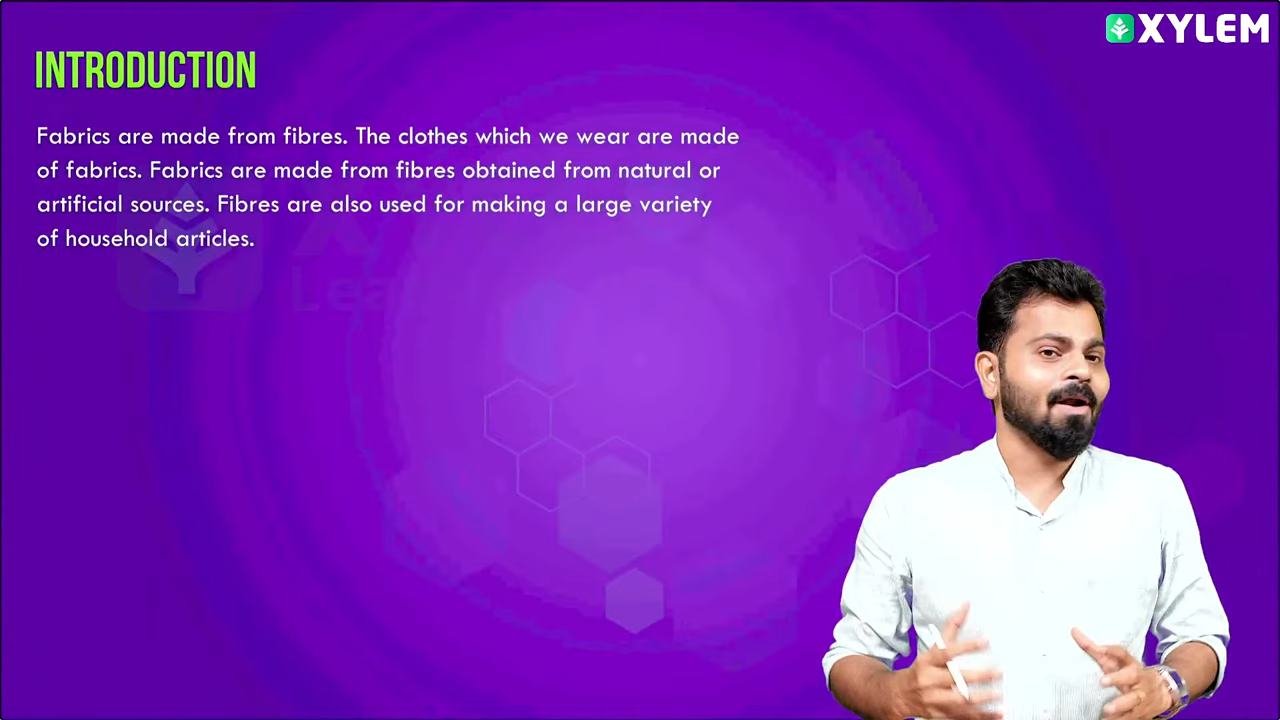 XYLEM
INTRODUCTION
Fabrics are made from fibres. The clothes which we wear are made
of fabrics. Fabrics are made from fibres obtained from natural or
artificial sources. Fibres are also used for making a large variety
of household articles.